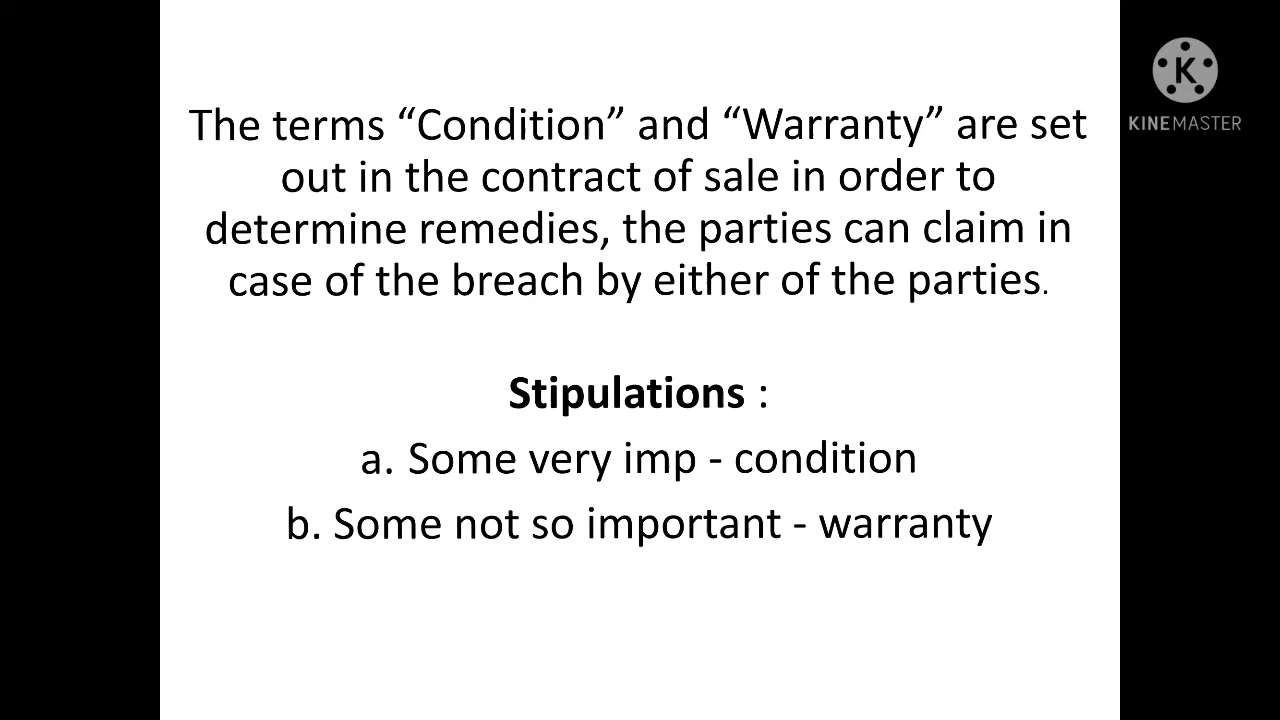 The terms “Condition” and “Warranty” are set
out in the contract of sale in order to
determine remedies, the parties can claim in
case of the breach by either of the parties.
Stipulations :
a. Some very imp - condition
b. Some not so important - warranty
K
KINEMASTER